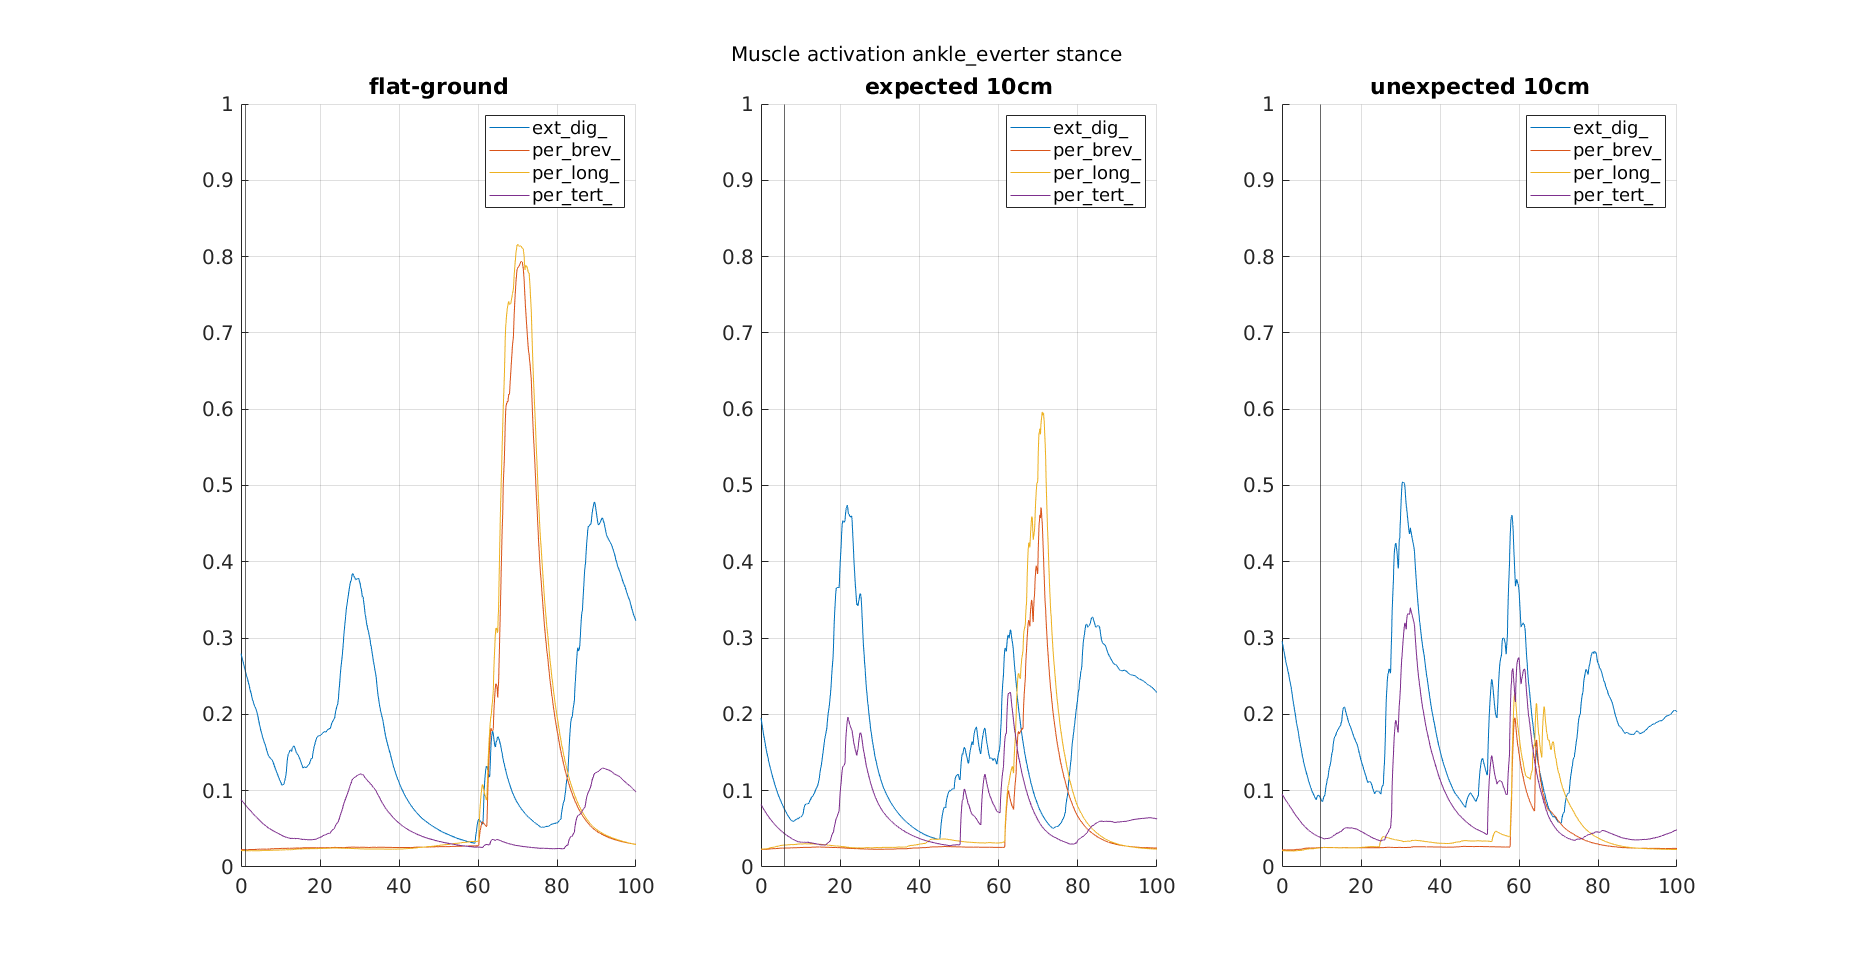 Muscle activation ankle_everter stance
flat-ground
1
0.9
0.8
0.7
0.6
0.5
0.4
0.3
0.2
0.1
0
0 20 40 60 80 100
ext_dig_
per_brev_
per_long_
per_tert_
expected 10cm
1
0.9
0.8
0.7
0.6
0.5
0.4
0.3
0.2
0.1
0
0 20 40 60 80 100
ext_dig_
per_brev_
per_long_
per_tert_
unexpected 10cm
1
0.9
0.8
0.7
0.6
0.5
0.4
0.3
0.2
0.1
0
0 20 40 60 80 100
ext_dig_
per_brev_
per_long_
per_tert_